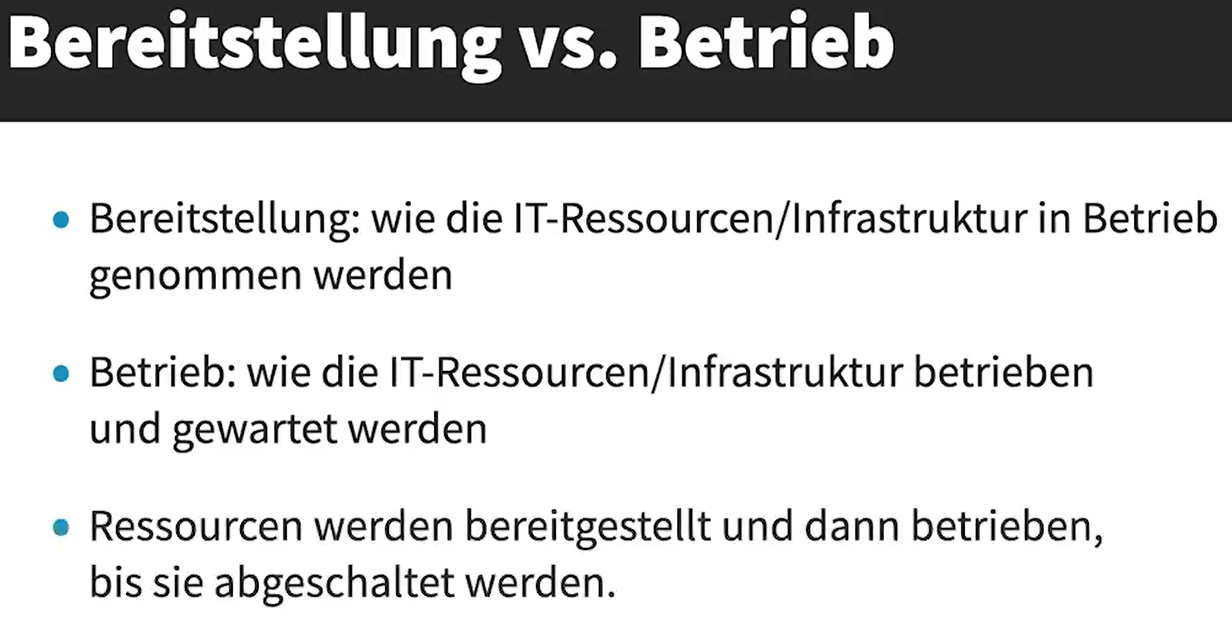 Bereitstellung vs. Betrieb
• Bereitstellung: wie die IT-Ressourcen/Infrastruktur in Betrieb
genommen werden
• Betrieb: wie die IT-Ressourcen/Infrastruktur betrieben
und gewartet werden
• Ressourcen werden bereitgestellt und dann betrieben,
bis sie abgeschaltet werden.